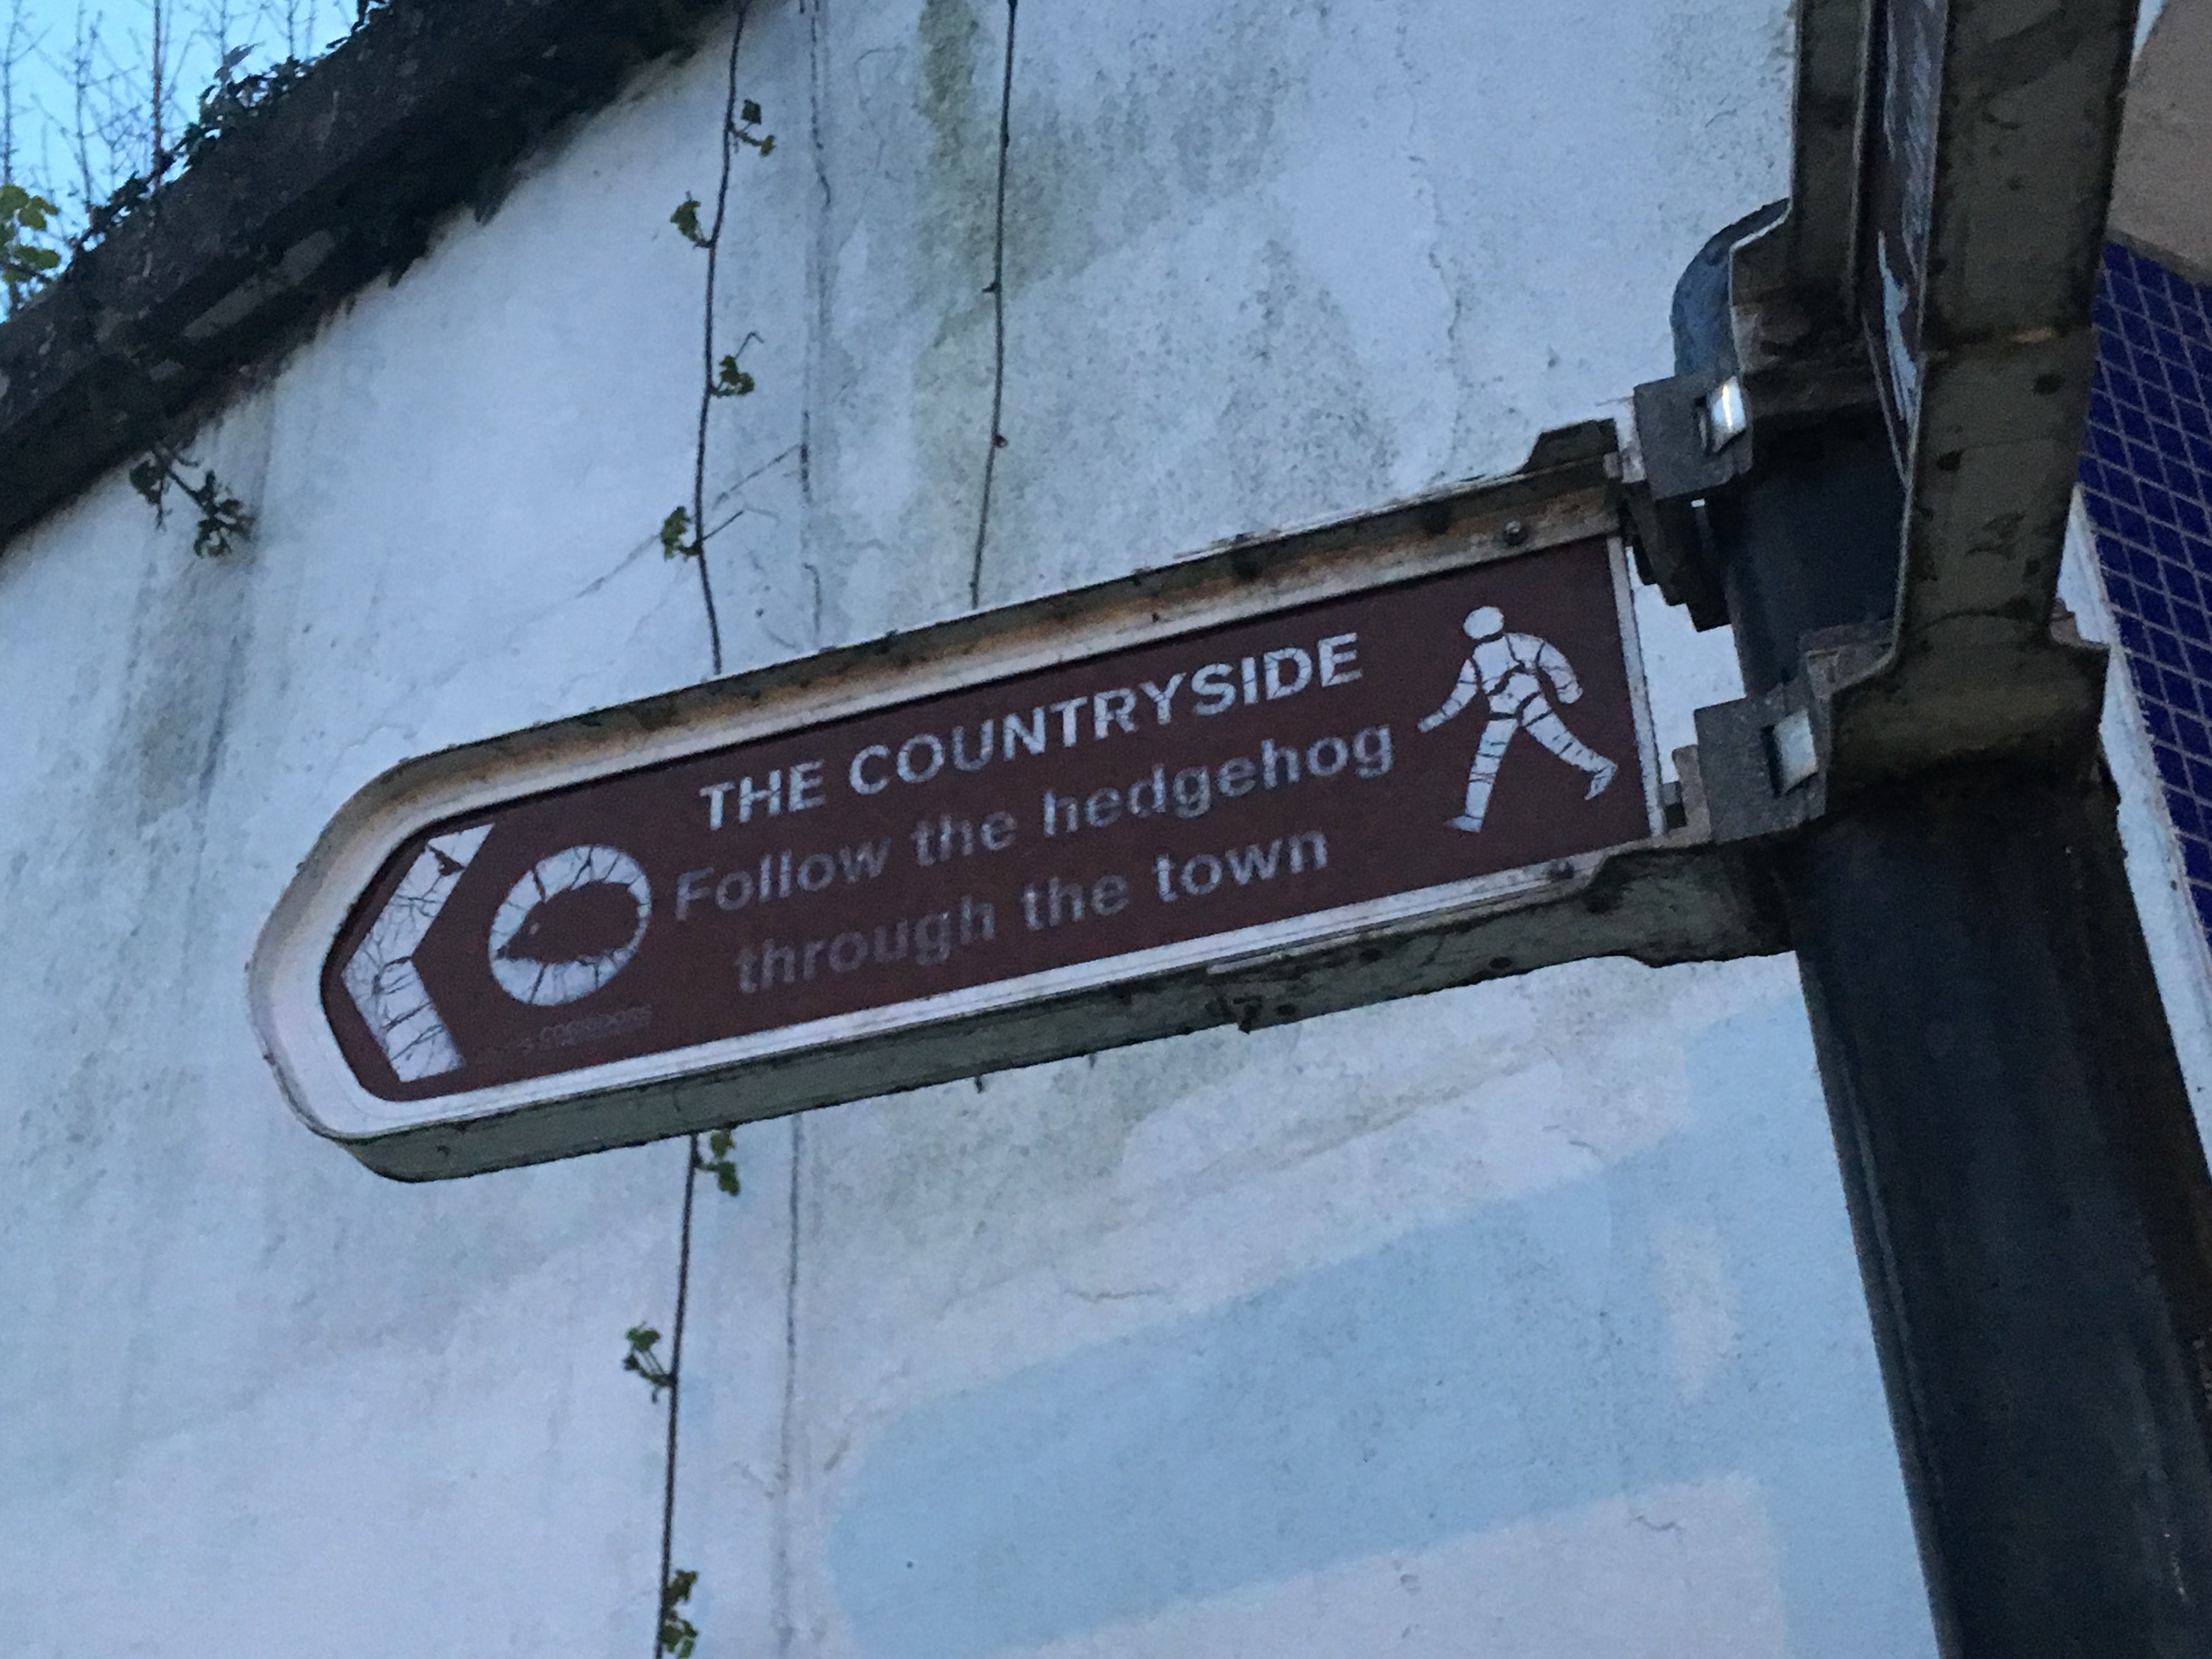 THE COUNTRYSIDE
Follow the hedgehog
through the town